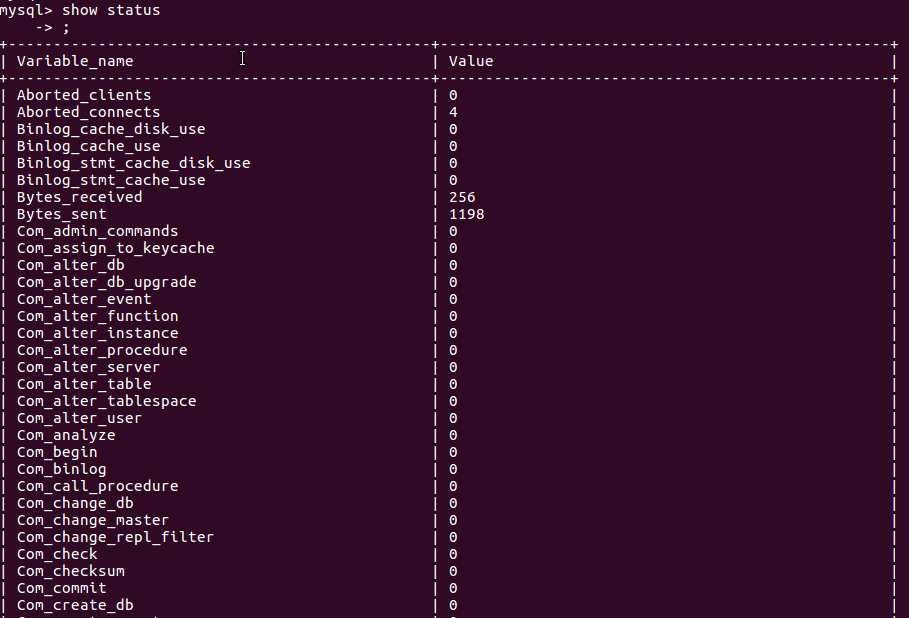 mysql> show status
    -> ;
+-----------------------------------------------+--------------------------------------------------+
| Variable_name | Value |
+-----------------------------------------------+--------------------------------------------------+
| Aborted_clients | 0 |
| Aborted_connects | 4 |
| Binlog_cache_disk_use | 0 |
| Binlog_cache_use | 0 |
| Binlog_stmt_cache_disk_use | 0 |
| Binlog_stmt_cache_use | 0 |
| Bytes_received | 256 |
| Bytes_sent | 1198 |
| Com_admin_commands | 0 |
| Com_assign_to_keycache | 0 |
| Com_alter_db | 0 |
| Com_alter_db_upgrade | 0 |
| Com_alter_event | 0 |
| Com_alter_function | 0 |
| Com_alter_instance | 0 |
| Com_alter_procedure | 0 |
| Com_alter_server | 0 |
| Com_alter_table | 0 |
| Com_alter_tablespace | 0 |
| Com_alter_user | 0 |
| Com_analyze | 0 |
| Com_begin | 0 |
| Com_binlog | 0 |
| Com_call_procedure | 0 |
| Com_change_db | 0 |
| Com_change_master | 0 |
| Com_change_repl_filter | 0 |
| Com_check | 0 |
| Com_checksum | 0 |
| Com_commit | 0 |
| Com_create_db | 0 |